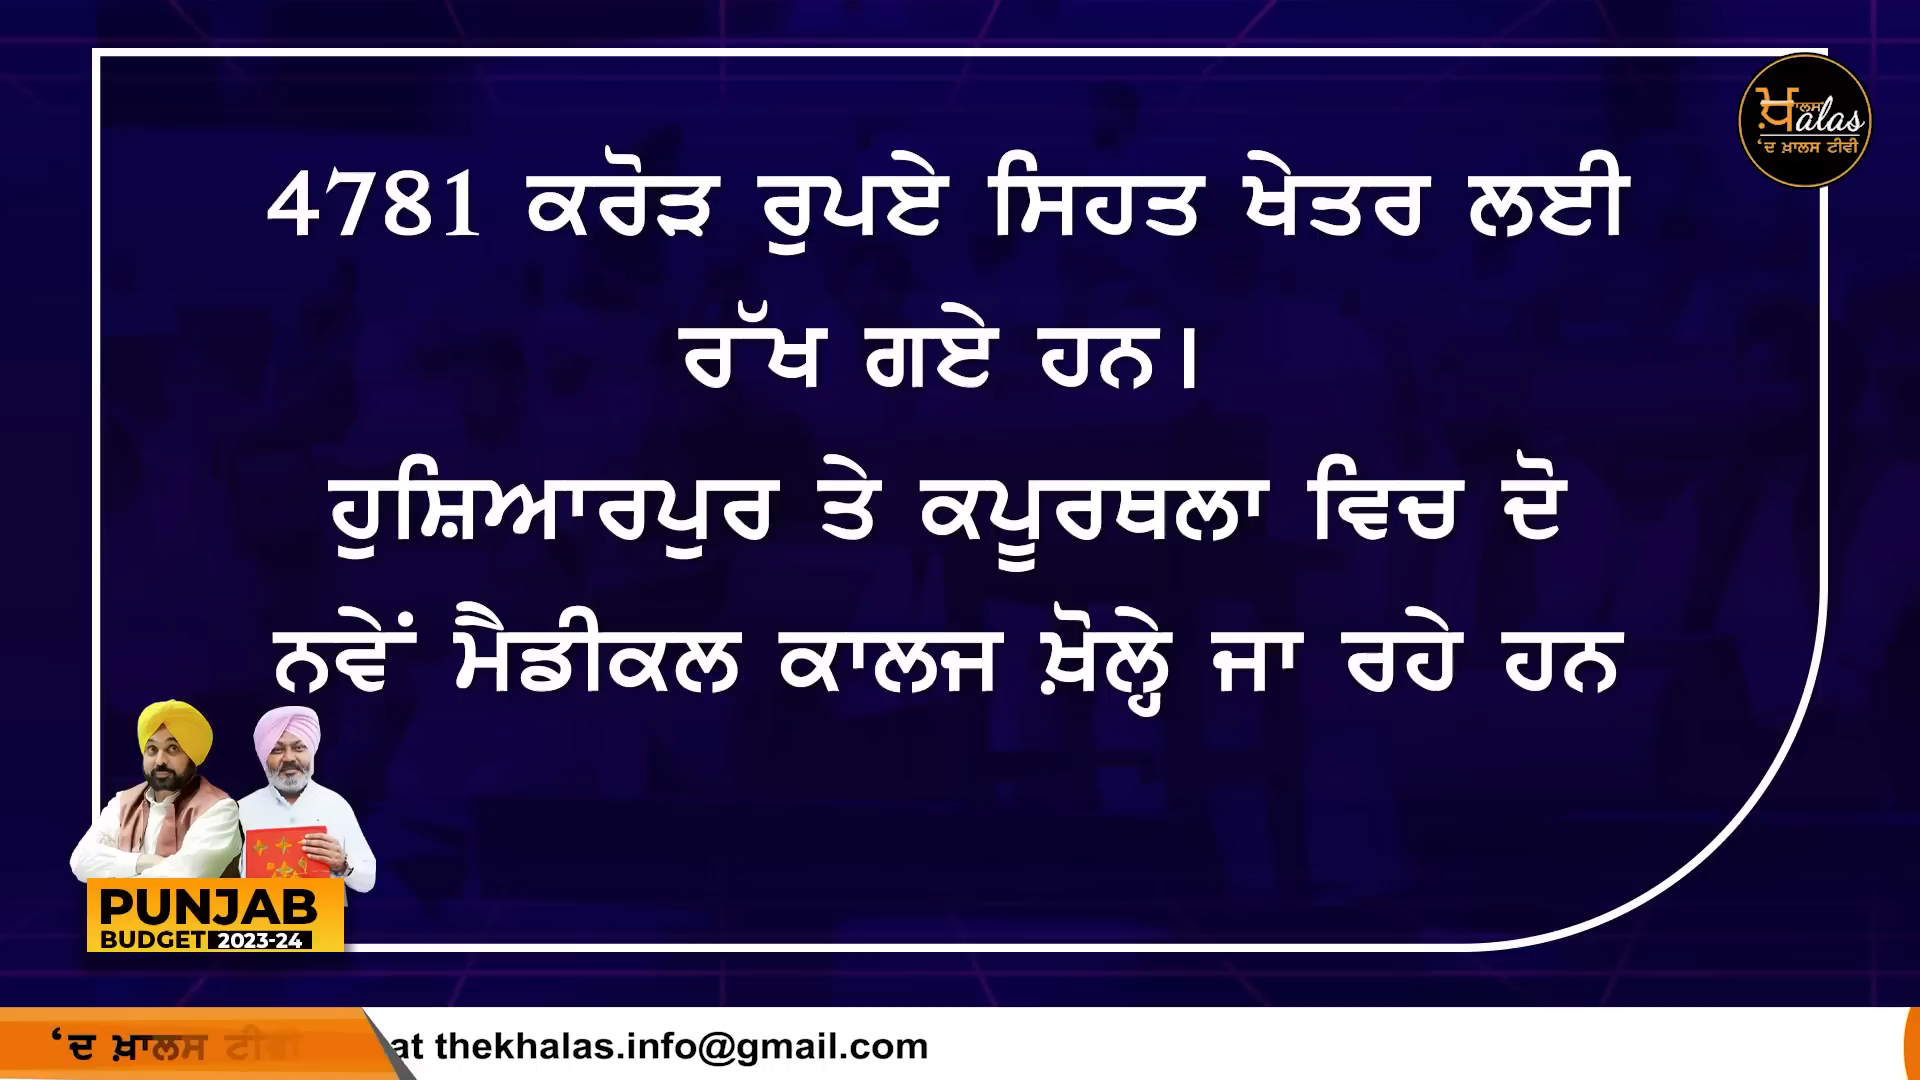 4781 ਕਰੋੜ ਰੁਪਏ ਸਿਹਤ ਖੇਤਰ ਲਈ
ਰੱਖ ਗਏ ਹਨ।
ਹੁਸ਼ਿਆਰਪੁਰ ਤੇ ਕਪੂਰਥਲਾ ਵਿਚ ਦੋ
ਨਵੇਂ ਮੈਡੀਕਲ ਕਾਲਜ ਖ਼ੋਲ੍ਹੇ ਜਾ ਰਹੇ ਹਨ
ਖ਼ਾਲਸ alas
‘ਦ ਖ਼ਾਲਸ ਟੀਵੀ
PUNJAB
BUDGET 2023-24
‘ਦ ਖ਼ਾਲਸ ਟੀਵੀ at thekhalas.info@gmail.com